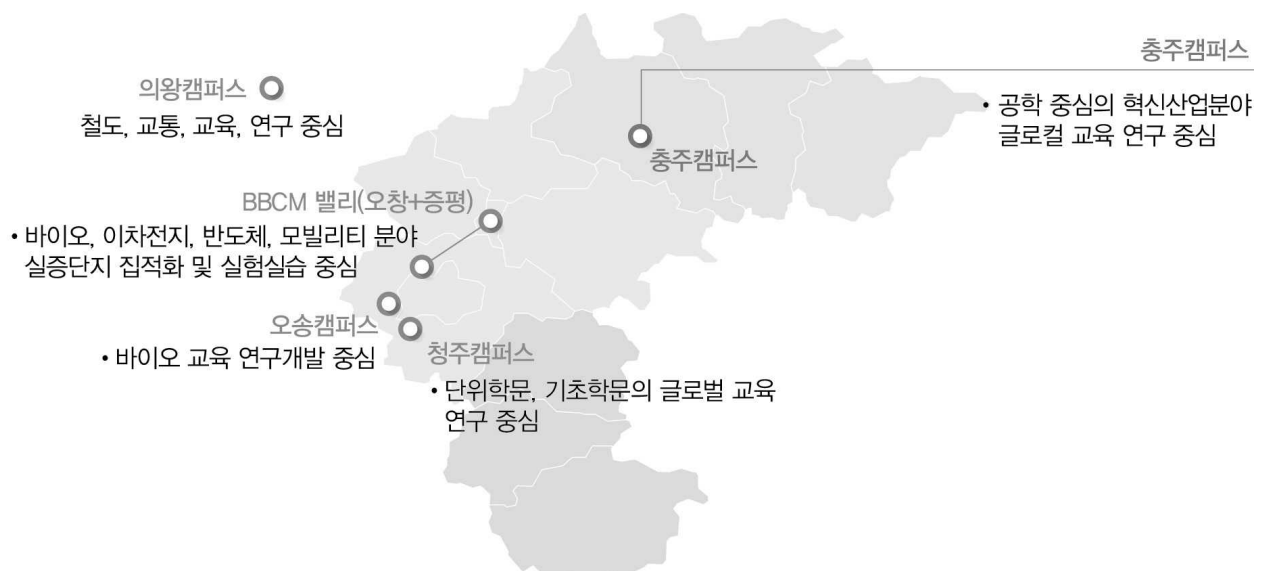 충주캠퍼스
의왕캠퍼스
철도, 교통, 교육, 연구 중심
• 공학 중심의 혁신산업분야
글로컬 교육 연구 중심
충주캠퍼스
BBCM 밸리(오창+증평)
• 바이오, 이차전지, 반도체, 모빌리티 분야
실증단지 집적화 및 실험실습 중심
오송캠퍼스
• 바이오 교육 연구개발 중심
청주캠퍼스
• 단위학문, 기초학문의 글로벌 교육
연구 중심